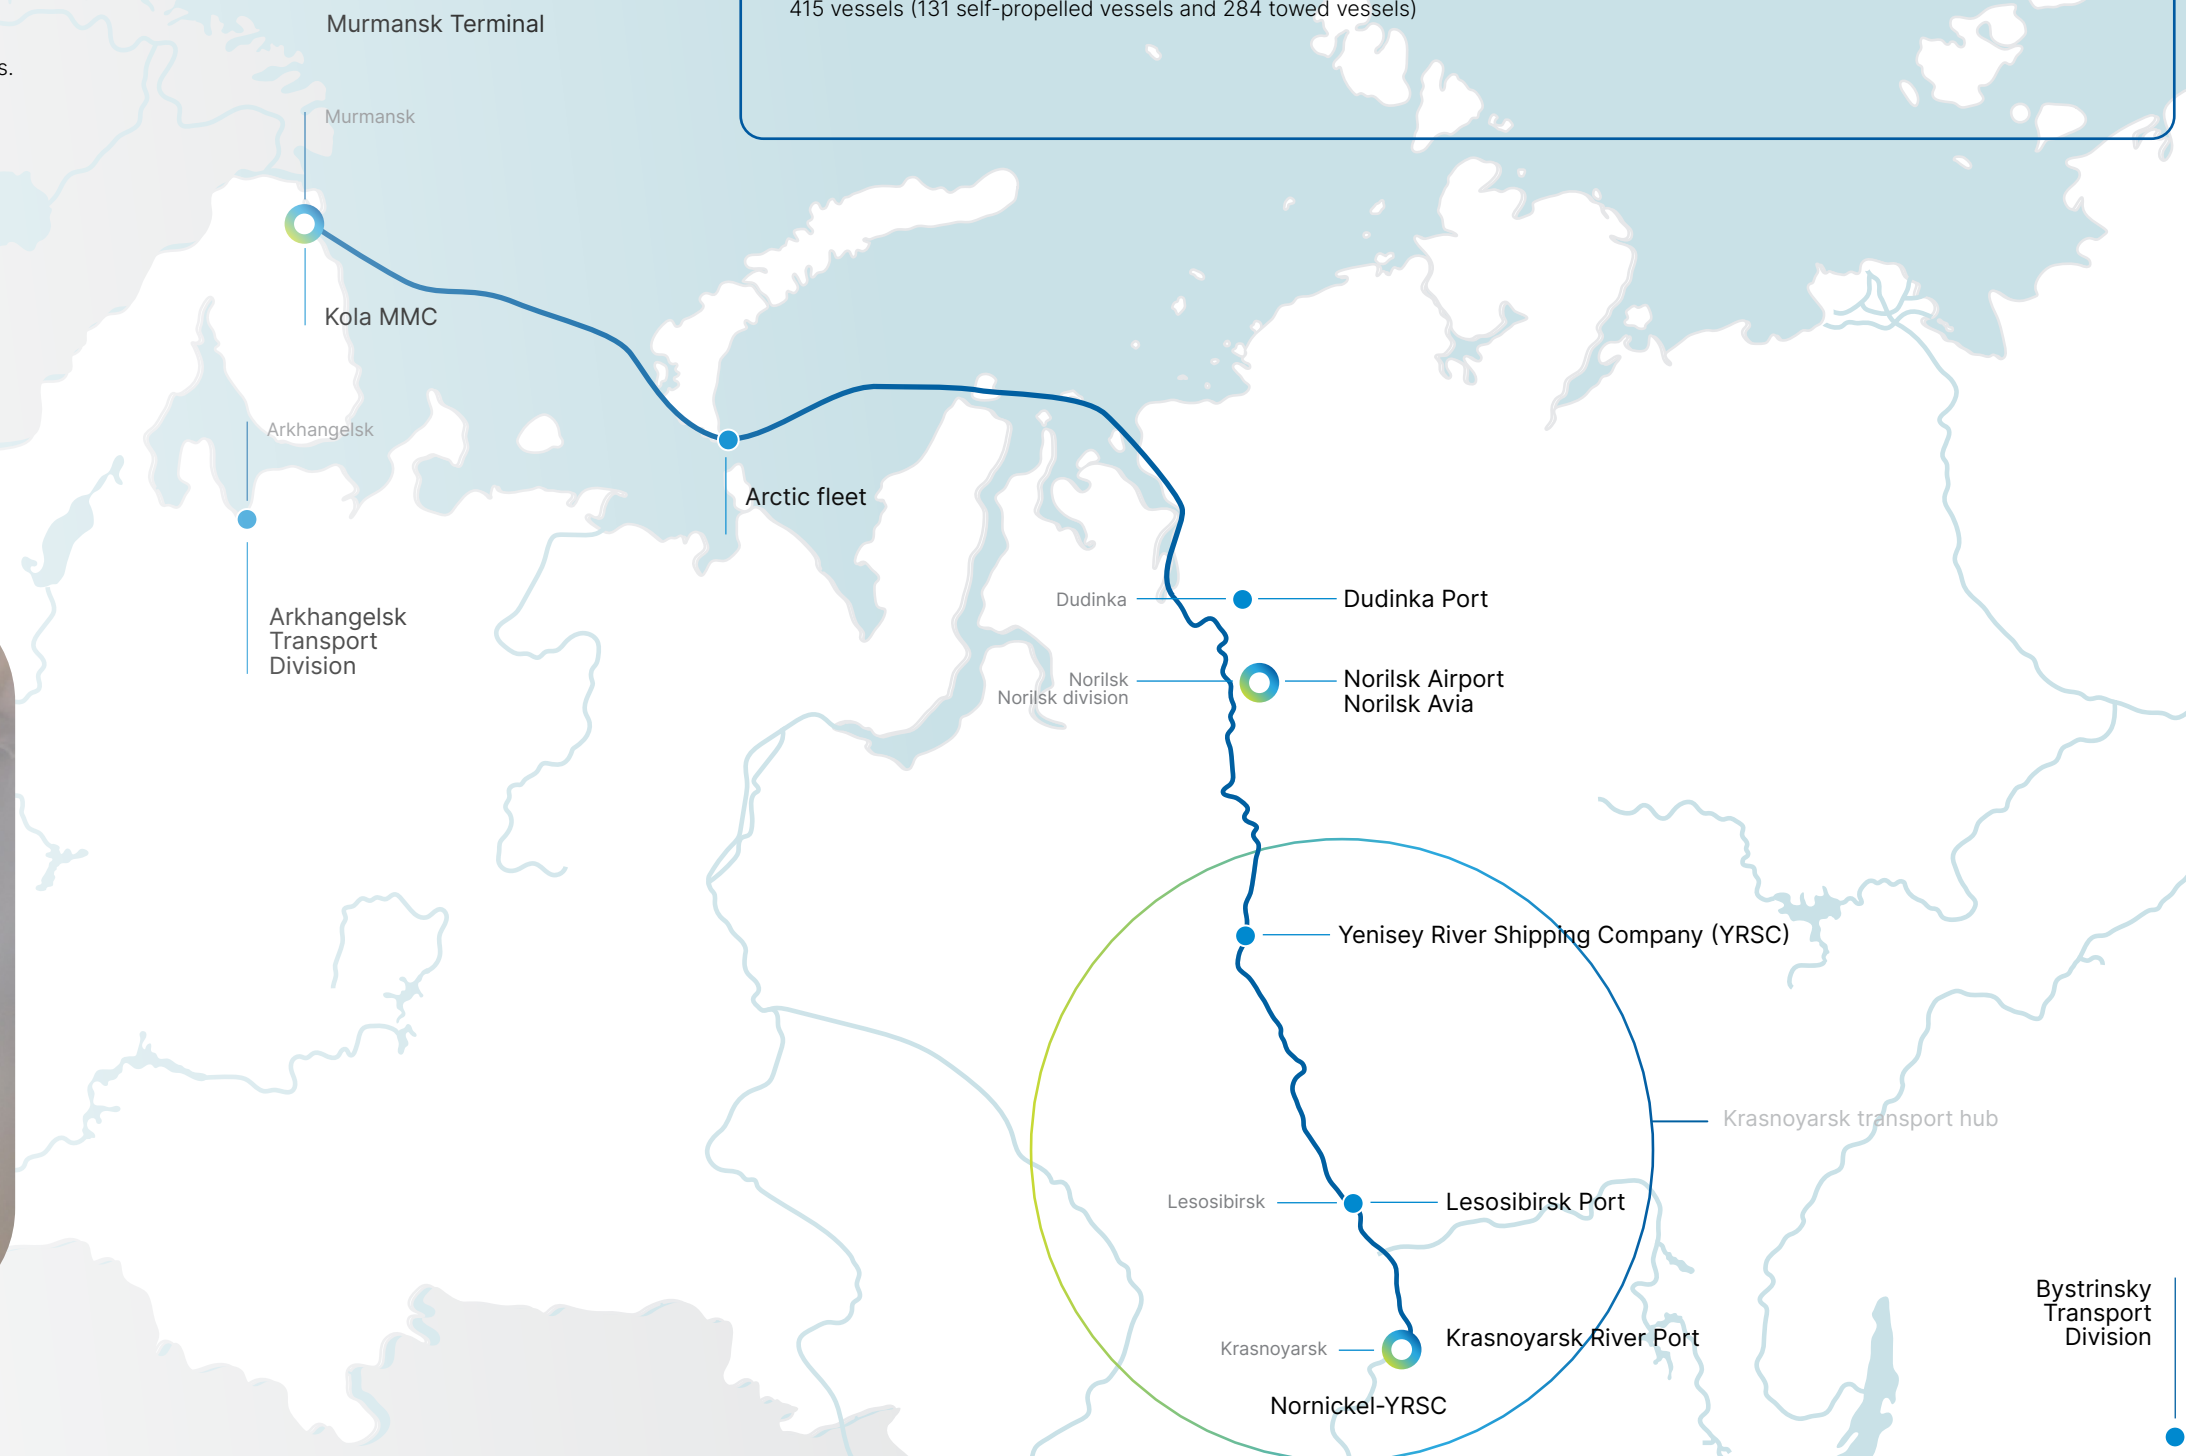 415 vessels (131 self-propelled vessels and 284 towed vessels)
Murmansk Terminal
s.
Murmansk
Kola MMC
Arkhangelsk
Arctic fleet
Arkhangelsk
Transport
Division
Dudinka
Dudinka Port
Norilsk
Norilsk division
Norilsk Airport
Norilsk Avia
Yenisey River Shipping Company (YRSC)
Krasnoyarsk transport hub
Lesosibirsk
Lesosibirsk Port
Bystrinsky
Transport
Division
Krasnoyarsk
Krasnoyarsk River Port
Nornickel-YRSC